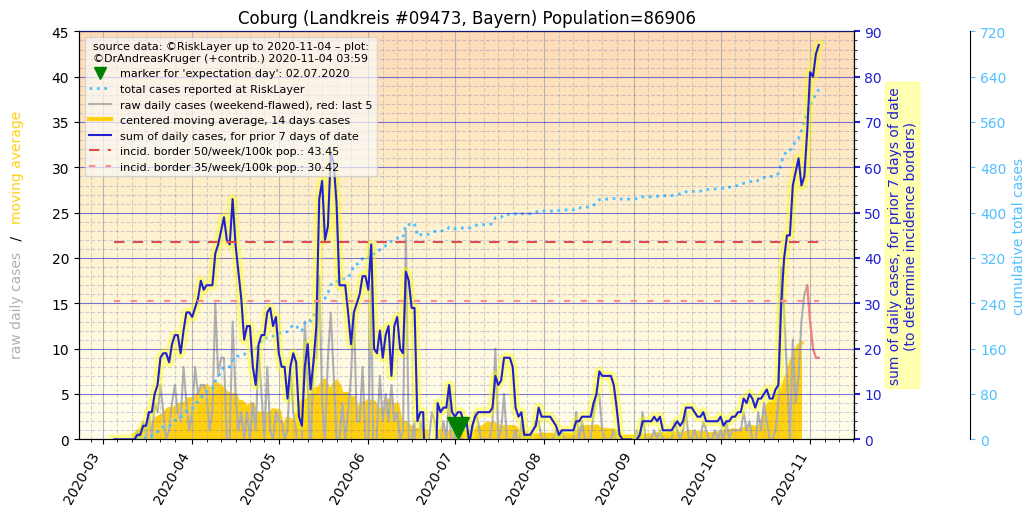 Coburg (Landkreis #09473, Bayern) Population=86906
source data: ©RiskLayer up to 2020-11-04 – plot:
©DrAndreasKruger (+contrib.) 2020-11-04 03:59
marker for 'expectation day': 02.07.2020
total cases reported at RiskLayer
raw daily cases (weekend-flawed), red: last 5
centered moving average, 14 days cases
sum of daily cases, for prior 7 days of date
incid. border 50/week/100k pop.: 43.45
incid. border 35/week/100k pop.: 30.42
raw daily cases / moving average
45
40
35
30
25
20
15
10
5
0
90
80
70
60
50
40
30
20
10
0
sum of daily cases, for prior 7 days of date
(to determine incidence borders)
720
640
560
480
400
320
240
160
80
0
cumulative total cases
2020-03
2020-04
2020-05
2020-06
2020-07
2020-08
2020-09
2020-10
2020-11